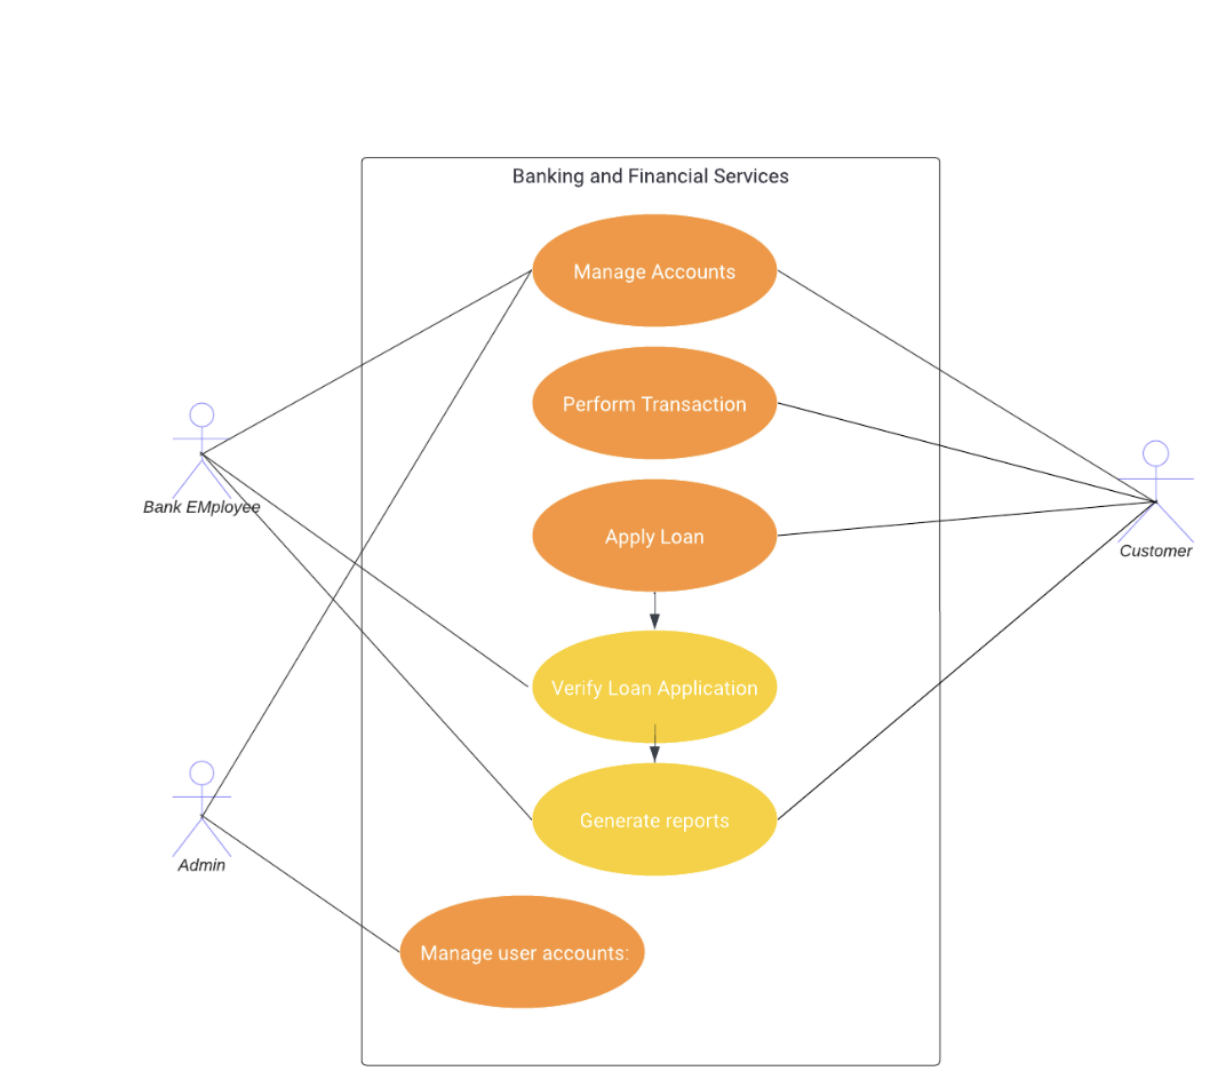 Banking and Financial Services
Manage Accounts
Perform Transaction
Bank EMployee
Apply Loan
Customer
Verify Loan Application
Generate reports
Admin
Manage user accounts: